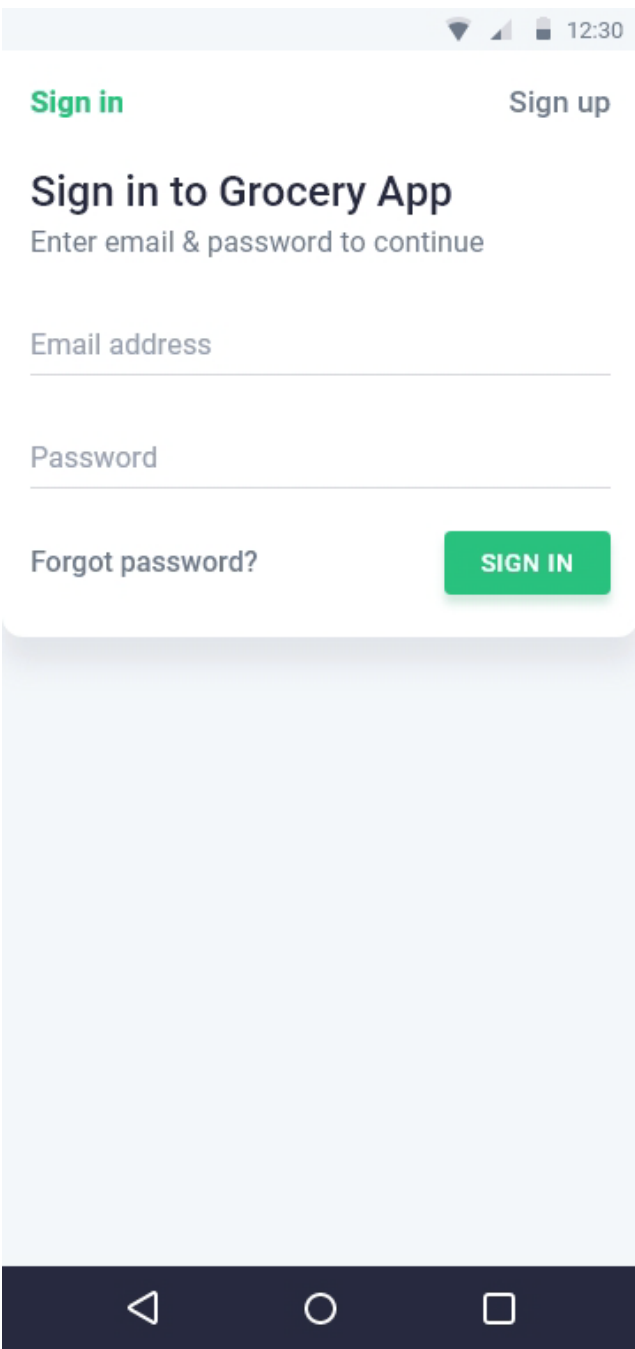 12:30
Sign in Sign up
Sign in to Grocery App
Enter email & password to continue
Email address
Password
Forgot password? SIGN IN